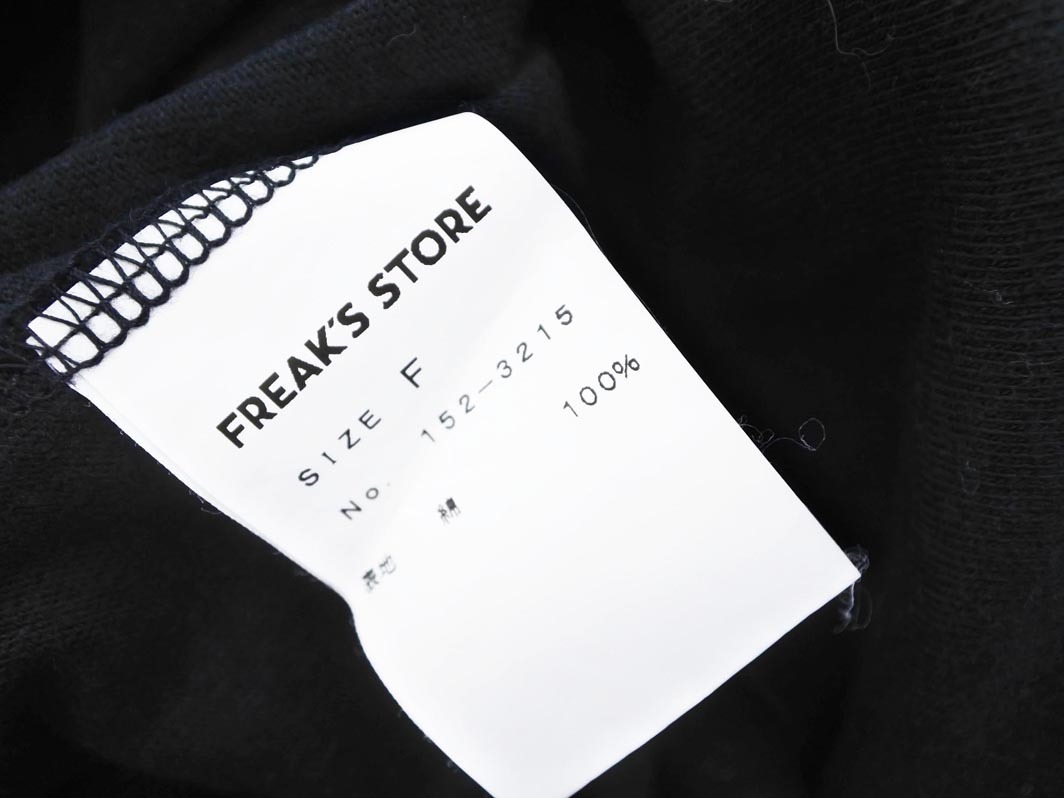 FREAK'S STORE
SIZE F
No. 152-3215
表地 綿 100%